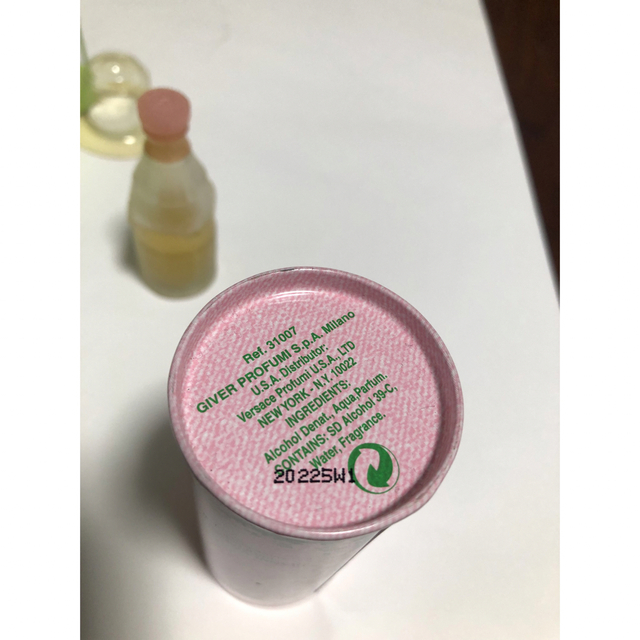 Ref. 31007
GIVER PROFUMI S.p.A. Milano
U.S.A. Distributor:
Versace Profumi U.S.A., LTD
NEW YORK - N.Y. 10022
INGREDIENTS:
Alcohol Denat., Aqua, Parfum.
CONTAINS: SD Alcohol 39-C,
Water, Fragrance.
20225W1